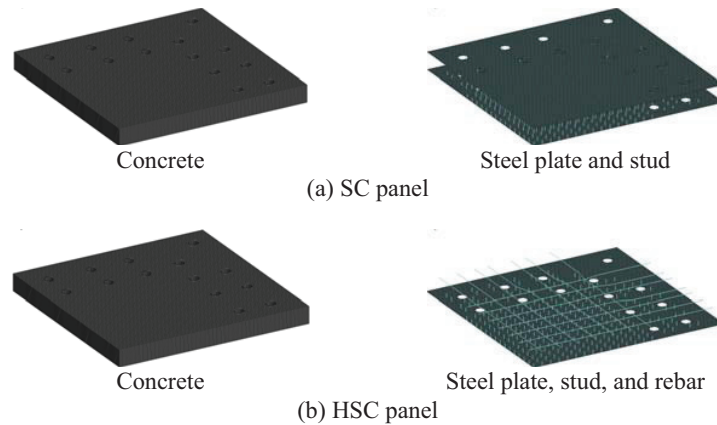 Concrete
Steel plate and stud
(a) SC panel
Concrete
Steel plate, stud, and rebar
(b) HSC panel